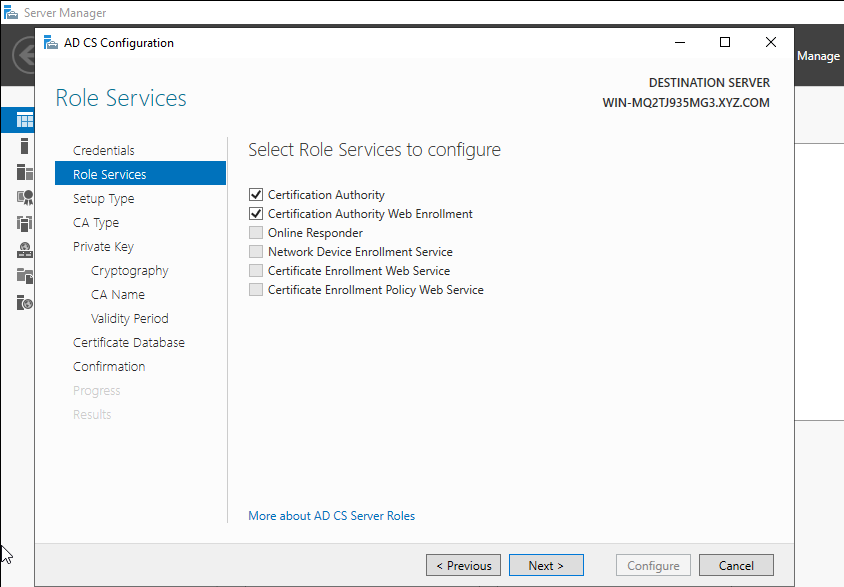 Server Manager
AD CS Configuration
Manage
DESTINATION SERVER
WIN-MQ2TJ935MG3.XYZ.COM
Role Services
Credentials
Role Services
Setup Type
CA Type
Private Key
Cryptography
CA Name
Validity Period
Certificate Database
Confirmation
Progress
Results
Select Role Services to configure
Certification Authority
Certification Authority Web Enrollment
Online Responder
Network Device Enrollment Service
Certificate Enrollment Web Service
Certificate Enrollment Policy Web Service
More about AD CS Server Roles
< Previous
Next >
Configure
Cancel